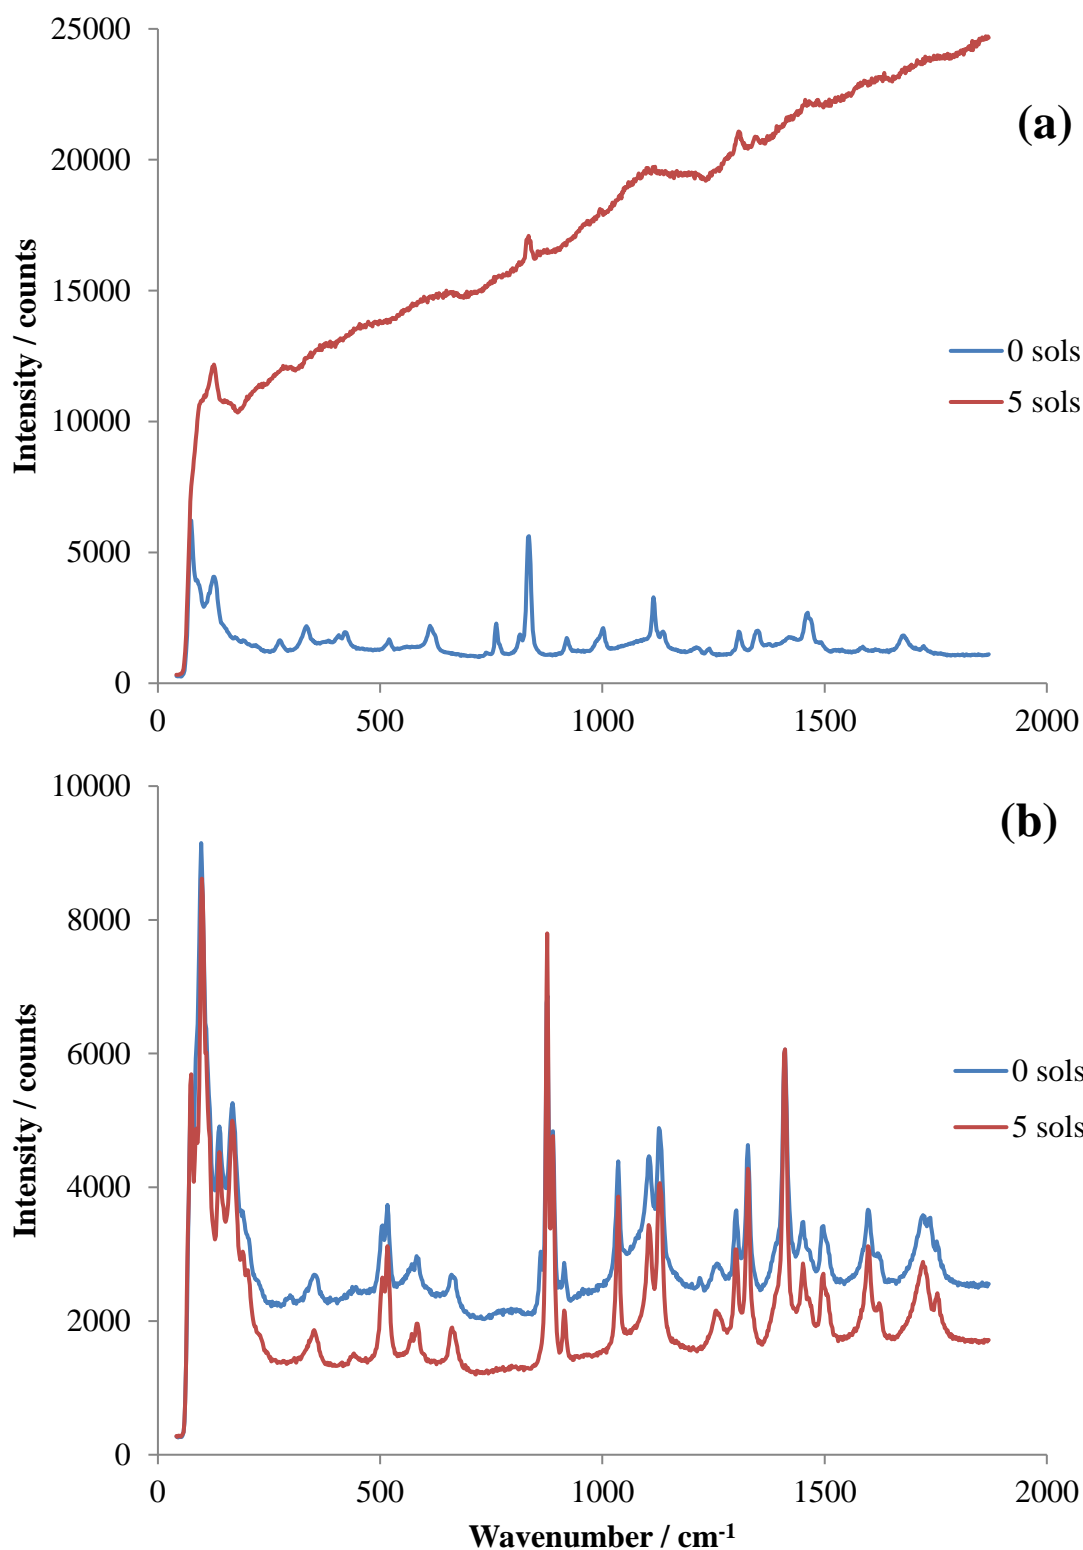 25000
(a)
20000
15000
Intensity / counts
0 sols
10000
5 sols
5000
0
0 500 1000 1500 2000
10000
(b)
8000
6000
Intensity / counts
0 sols
5 sols
4000
2000
0
0 500 1000 1500 2000
Wavenumber / cm-1